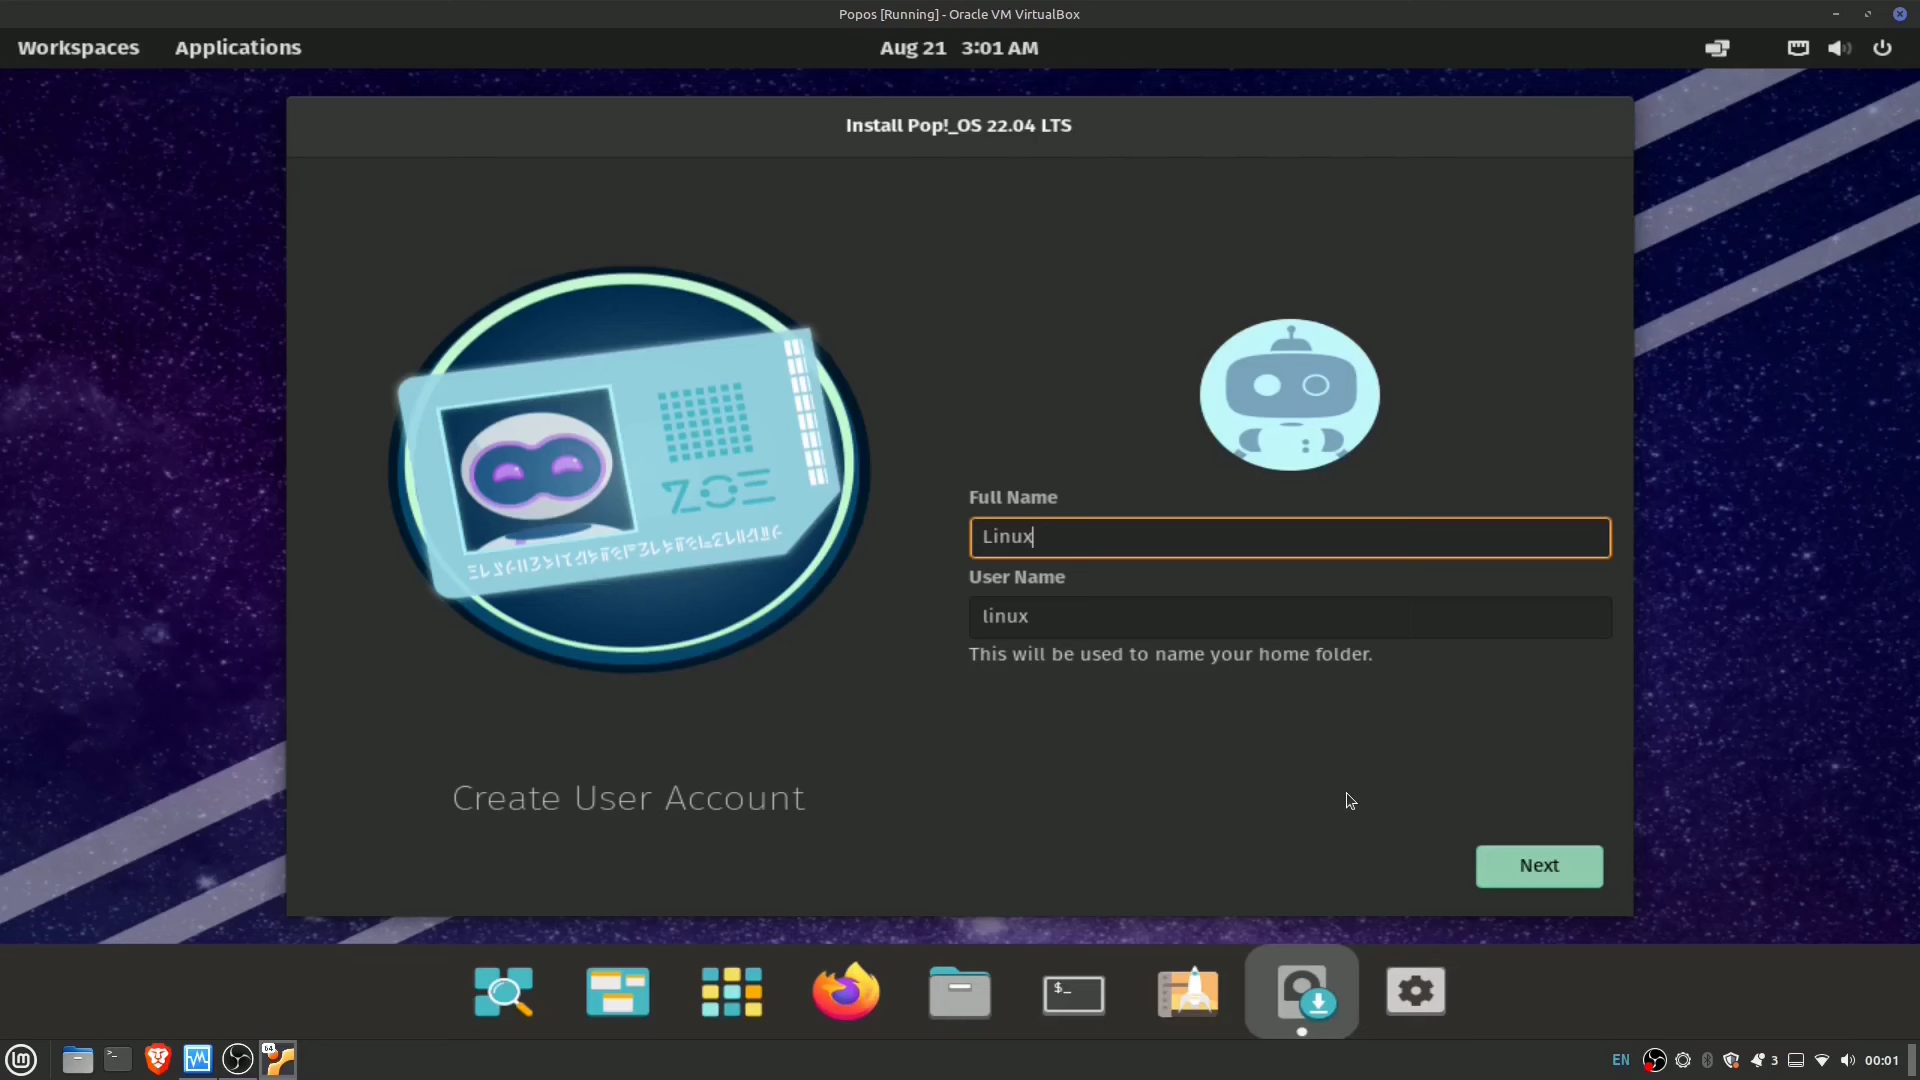 Popos [Running] - Oracle VM VirtualBox
Workspaces Applications Aug 21 3:01 AM
Install Pop!_OS 22.04 LTS
ZOE
Full Name
Linux
User Name
linux
This will be used to name your home folder.
Create User Account
Next
$_
64
EN 3 00:01